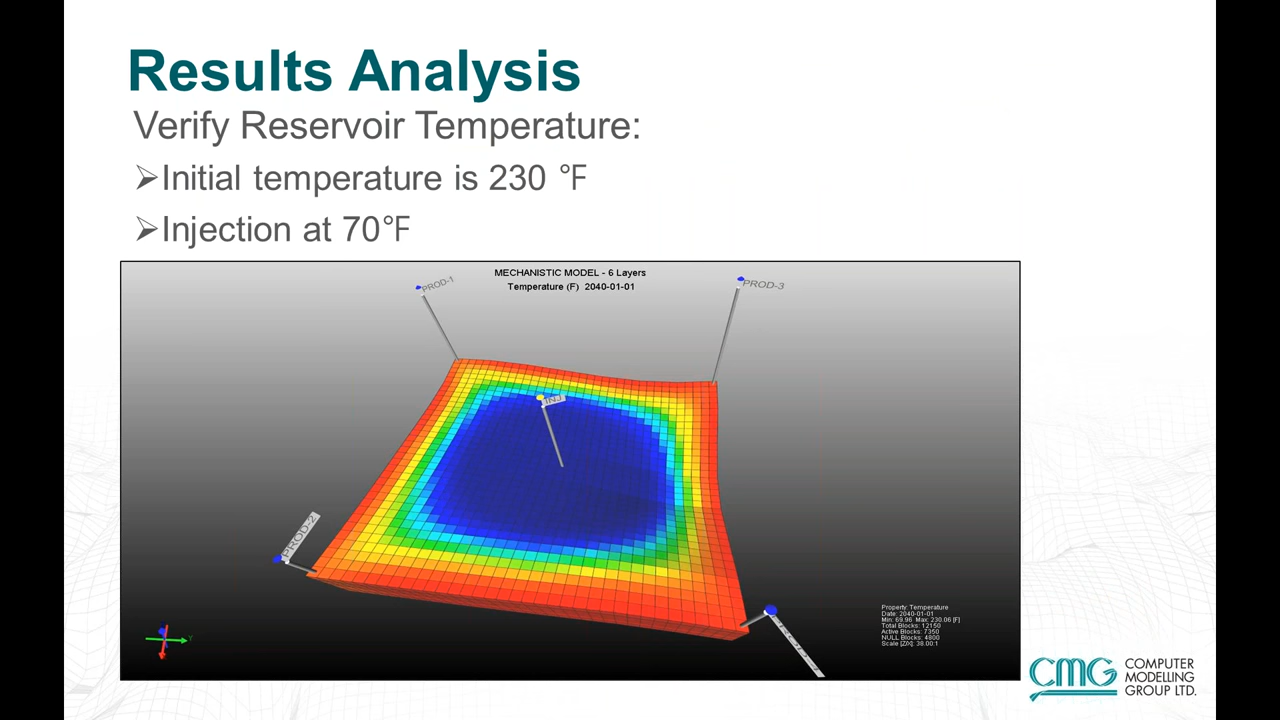 Results Analysis
Verify Reservoir Temperature:
➢Initial temperature is 230 °F
➢Injection at 70°F
MECHANISTIC MODEL - 6 Layers
Temperature (F) 2040-01-01
PROD-1
PROD-3
INJ
PROD-2
Y
Property: Temperature
Date: 2040-01-01
Min: 69.96 Max: 230.06 [F]
Total Blocks: 12150
Active Blocks: 7350
NULL Blocks: 4800
Scale [Z/X]: 38.00:1
CMG
COMPUTER
MODELLING
GROUP LTD.